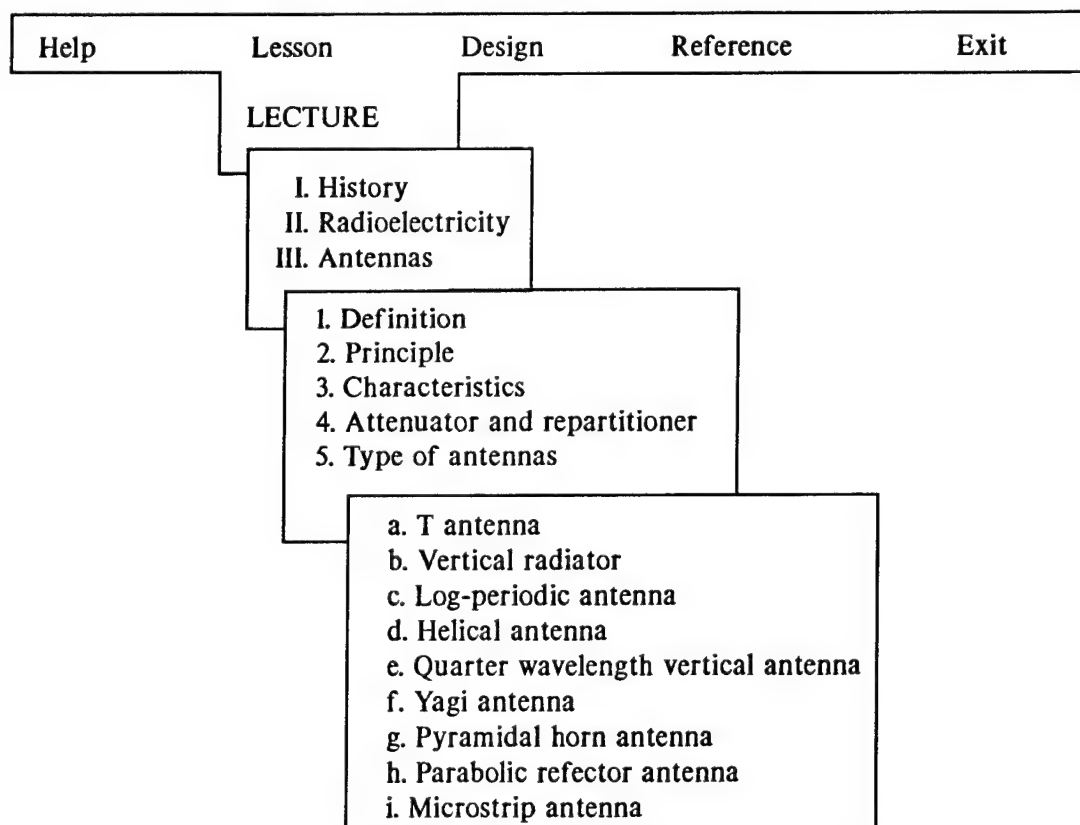 Help Lesson Design Reference Exit
LECTURE
I. History
II. Radioelectricity
III. Antennas
1. Definition
2. Principle
3. Characteristics
4. Attenuator and repartitioner
5. Type of antennas
a. T antenna
b. Vertical radiator
c. Log-periodic antenna
d. Helical antenna
e. Quarter wavelength vertical antenna
f. Yagi antenna
g. Pyramidal horn antenna
h. Parabolic refector antenna
i. Microstrip antenna